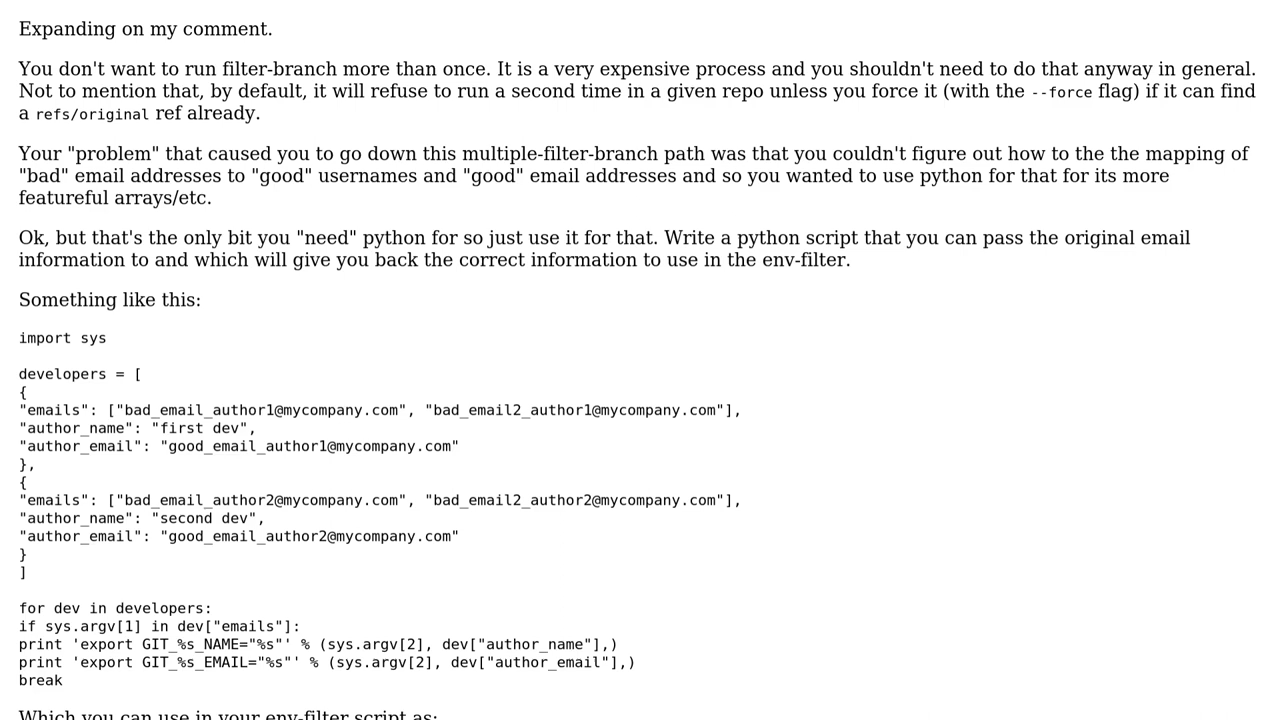 Expanding on my comment.
You don't want to run filter-branch more than once. It is a very expensive process and you shouldn't need to do that anyway in general.
Not to mention that, by default, it will refuse to run a second time in a given repo unless you force it (with the --force flag) if it can find
a refs/original ref already.
Your "problem" that caused you to go down this multiple-filter-branch path was that you couldn't figure out how to the the mapping of
"bad" email addresses to "good" usernames and "good" email addresses and so you wanted to use python for that for its more
featureful arrays/etc.
Ok, but that's the only bit you "need" python for so just use it for that. Write a python script that you can pass the original email
information to and which will give you back the correct information to use in the env-filter.
Something like this:
import sys
developers = [
{
"emails": ["bad_email_author1@mycompany.com", "bad_email2_author1@mycompany.com"],
"author_name": "first dev",
"author_email": "good_email_author1@mycompany.com"
},
{
"emails": ["bad_email_author2@mycompany.com", "bad_email2_author2@mycompany.com"],
"author_name": "second dev",
"author_email": "good_email_author2@mycompany.com"
}
]
for dev in developers:
if sys.argv[1] in dev["emails"]:
print 'export GIT_%s_NAME="%s"' % (sys.argv[2], dev["author_name"],)
print 'export GIT_%s_EMAIL="%s"' % (sys.argv[2], dev["author_email"],)
break
Which you can use in your env-filter script as: